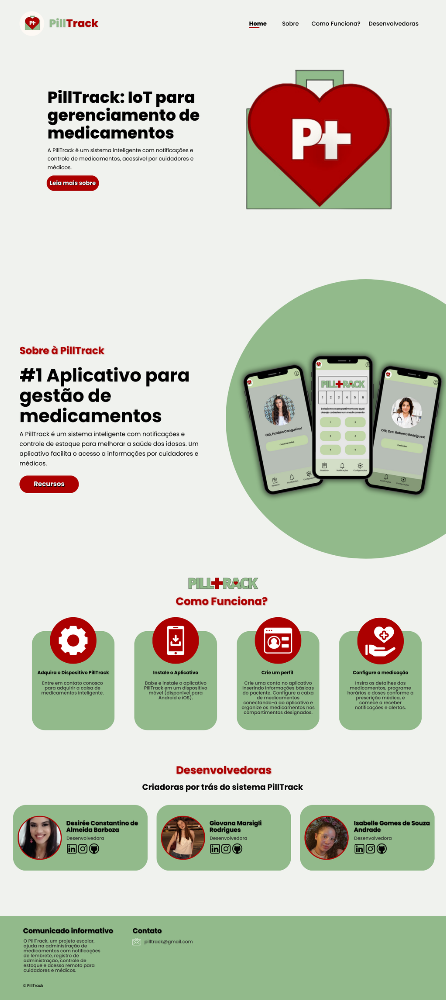 P+
PillTrack
Home
Sobre
Como Funciona?
Desenvolvedoras
PillTrack: IoT para
gerenciamento de
medicamentos
A PillTrack é um sistema inteligente com notificações e
controle de medicamentos, acessível por cuidadores e
médicos.
Leia mais sobre
P+
Sobre à PillTrack
#1 Aplicativo para
gestão de
medicamentos
A PillTrack é um sistema inteligente com notificações e
controle de estoque para melhorar a saúde dos idosos. Um
aplicativo facilita o acesso a informações por cuidadores e
médicos.
Recursos
Olá, Natália Cangueiro!
Conectar caixa
Relatório
Notificações
Configurações
PILLTRACK
1 2 3 4 5 6
Selecione o compartimento no qual
deseja cadastrar um medicamento
1 2
3 4
5 6
Relatório
Notificações
Configurações
Olá, Dra. Roberta Rodrigues!
Pacientes
Notificações
Configurações
PILLTRACK
Como Funciona?
Adquira o Dispositivo PillTrack
Entre em contato conosco
para adquirir a caixa de
medicamentos inteligente.
Instale o Aplicativo
Baixe e instale o aplicativo
PillTrack em um dispositivo
móvel (disponível para
Android e iOS).
Crie um perfil
Crie uma conta no aplicativo
inserindo informações básicas
do paciente. Configure a caixa
de medicamentos
conectando-a ao aplicativo e
organize os medicamentos nos
compartimentos designados.
Configure a medicação
Insira os detalhes dos
medicamentos, programe
horários e doses conforme a
prescrição médica, e
comece a receber
notificações e alertas.
Desenvolvedoras
Criadoras por trás do sistema PillTrack
Desirée Constantino de
Almeida Barboza
Desenvolvedora
Giovana Marsigli
Rodrigues
Desenvolvedora
Isabelle Gomes de Souza
Andrade
Desenvolvedora
Comunicado informativo
O PillTrack, um projeto escolar,
ajuda na administração de
medicamentos com notificações
de lembrete, registro de
administração, controle de
estoque e acesso remoto para
cuidadores e médicos.
© PillTrack
Contato
pilltrack@gmail.com